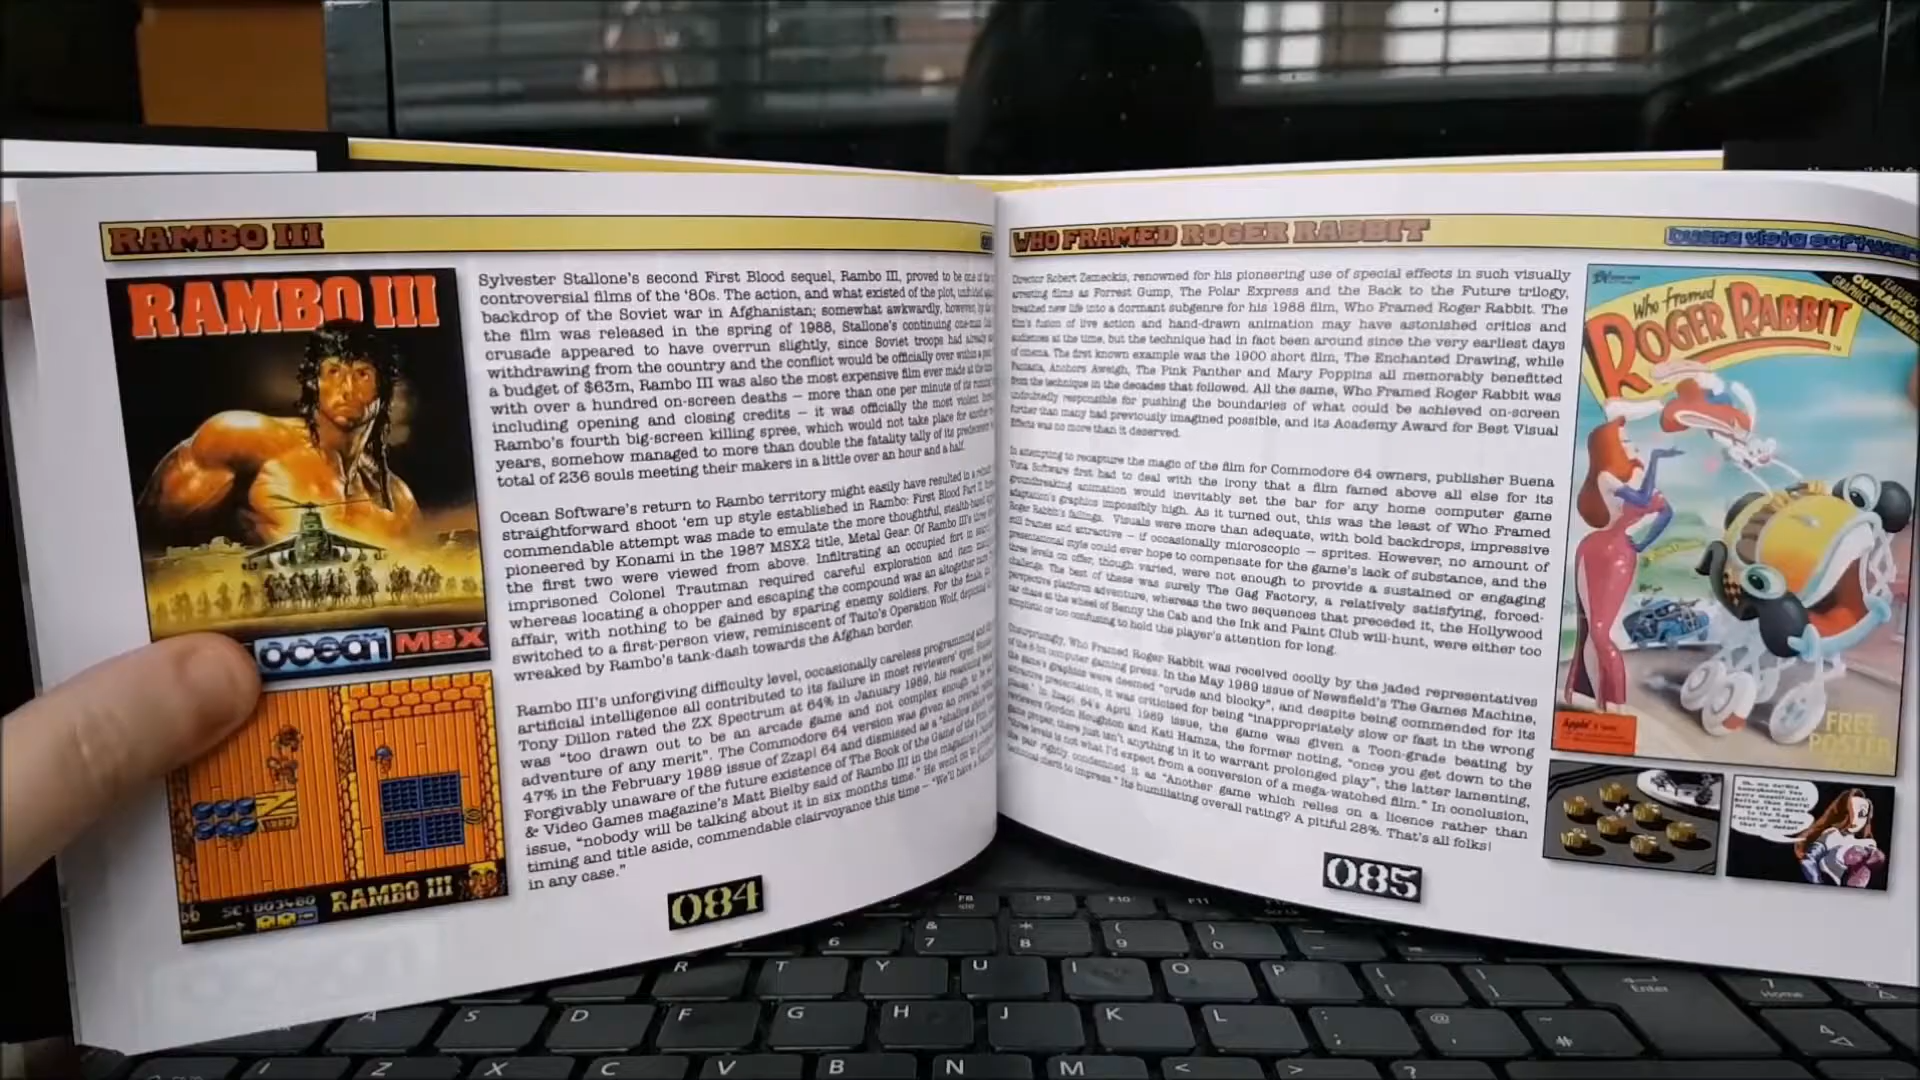 RAMBO III
RAMBO III
ocean MSX
RAMBO III
Sylvester Stallone's second First Blood sequel, Rambo III, proved to be one of the
controversial films of the '80s. The action, and what existed of the plot,
backdrop of the Soviet war in Afghanistan; somewhat awkwardly, however,
the film was released in the spring of 1988, Stallone's continuing one-man
crusade appeared to have overrun slightly, since Soviet troops had already
withdrawing from the country and the conflict would be officially over within a
a budget of $63m, Rambo III was also the most expensive film ever made at the
with over a hundred on-screen deaths – more than one per minute of its running
including opening and closing credits – it was officially the most violent
Rambo's fourth big-screen killing spree, which would not take place for another
years, somehow managed to more than double the fatality tally of its predecessor
total of 236 souls meeting their makers in a little over an hour and a half.
Ocean Software's return to Rambo territory might easily have resulted in a
straightforward shoot 'em up style established in Rambo: First Blood Part II,
commendable attempt was made to emulate the more thoughtful, stealth-based
pioneered by Konami in the 1987 MSX2 title, Metal Gear. Of Rambo III's three
the first two were viewed from above. Infiltrating an occupied fort in
imprisoned Colonel Trautman required careful exploration and item
whereas locating a chopper and escaping the compound was an altogether
affair, with nothing to be gained by sparing enemy soldiers. For the finale,
switched to a first-person view, reminiscent of Taito's Operation Wolf,
wreaked by Rambo's tank-dash towards the Afghan border.
Rambo III's unforgiving difficulty level, occasionally careless programming and
artificial intelligence all contributed to its failure in most reviewers' eyes.
Tony Dillon rated the ZX Spectrum at 64% in January 1989, his reasoning being
was "too drawn out to be an arcade game and not complex enough to be
adventure of any merit". The Commodore 64 version was given an overall
47% in the February 1989 issue of Zzap! 64 and dismissed as a "shallow
Forgivably unaware of the future existence of The Book of the Game of the Film,
& Video Games magazine's Matt Bielby said of Rambo III in the magazine's
issue, "nobody will be talking about it in six months time." He went on
timing and title aside, commendable clairvoyance this time – "We'll have a
in any case."
084
WHO FRAMED ROGER RABBIT
buena vista software
Director Robert Zemeckis, renowned for his pioneering use of special effects in such visually
arresting films as Forrest Gump, The Polar Express and the Back to the Future trilogy,
breathed new life into a dormant subgenre for his 1988 film, Who Framed Roger Rabbit. The
film's fusion of live action and hand-drawn animation may have astonished critics and
audiences at the time, but the technique had in fact been around since the very earliest days
of cinema. The first known example was the 1900 short film, The Enchanted Drawing, while
Fantasia, Anchors Aweigh, The Pink Panther and Mary Poppins all memorably benefitted
from the technique in the decades that followed. All the same, Who Framed Roger Rabbit was
undoubtedly responsible for pushing the boundaries of what could be achieved on-screen
further than many had previously imagined possible, and its Academy Award for Best Visual
Effects was no more than it deserved.
In attempting to recapture the magic of the film for Commodore 64 owners, publisher Buena
Vista Software first had to deal with the irony that a film famed above all else for its
groundbreaking animation would inevitably set the bar for any home computer game
adaptation's graphics impossibly high. As it turned out, this was the least of Who Framed
Roger Rabbit's failings. Visuals were more than adequate, with bold backdrops, impressive
still frames and attractive – if occasionally microscopic – sprites. However, no amount of
presentational style could ever hope to compensate for the game's lack of substance, and the
three levels on offer, though varied, were not enough to provide a sustained or engaging
challenge. The best of these was surely The Gag Factory, a relatively satisfying, forced-
perspective platform adventure, whereas the two sequences that preceded it, the Hollywood
car chase at the wheel of Benny the Cab and the Ink and Paint Club will-hunt, were either too
simplistic or too confusing to hold the player's attention for long.
Unsurprisingly, Who Framed Roger Rabbit was received coolly by the jaded representatives
of the 8-bit computer gaming press. In the May 1989 issue of Newsfield's The Games Machine,
the game's graphics were deemed "crude and blocky", and despite being commended for its
attractive presentation, it was criticised for being "inappropriately slow or fast in the wrong
places." In Zzap! 64's April 1989 issue, the game was given a Toon-grade beating by
reviewers Gordon Houghton and Kati Hamza, the former noting, "once you get down to the
game proper, there just isn't anything in it to warrant prolonged play", the latter lamenting,
"three levels is not what I'd expect from a conversion of a mega-watched film." In conclusion,
the pair rightly condemned it as "Another game which relies on a licence rather than
technical merit to impress." Its humiliating overall rating? A pitiful 28%. That's all folks!
085
who framed
ROGER RABBIT
FEATURES
OUTRAGEOUS
GRAPHICS and ANIMATION
FREE
POSTER
F8 F9 F10 F11
6 & 7 * 8 ( 9 ) 0
R T Y U I O P Enter 7 Home
A S D F G H J K L : ; @ ~ # 4
Z X C V B N M < > ?